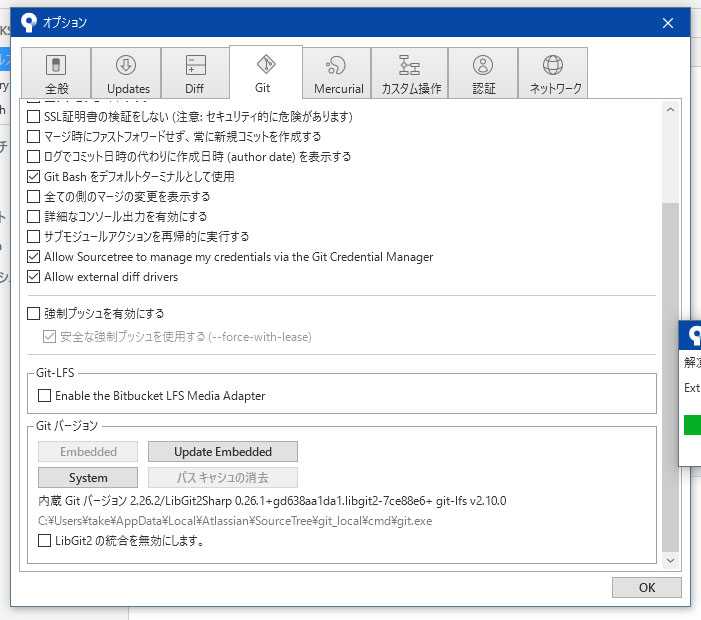 オプション
全般
Updates
Diff
Git
Mercurial
カスタム操作
認証
ネットワーク
SSL証明書の検証をしない (注意: セキュリティ的に危険があります)
マージ時にファストフォワードせず、常に新規コミットを作成する
ログでコミット日時の代わりに作成日時 (author date) を表示する
Git Bash をデフォルトターミナルとして使用
全ての側のマージの変更を表示する
詳細なコンソール出力を有効にする
サブモジュールアクションを再帰的に実行する
Allow Sourcetree to manage my credentials via the Git Credential Manager
Allow external diff drivers
強制プッシュを有効にする
安全な強制プッシュを使用する (--force-with-lease)
Git-LFS
Enable the Bitbucket LFS Media Adapter
Git バージョン
Embedded
Update Embedded
System
パス キャシュの消去
内蔵 Git バージョン 2.26.2/LibGit2Sharp 0.26.1+gd638aa1da1.libgit2-7ce88e6+ git-lfs v2.10.0
C:¥Users¥take¥AppData¥Local¥Atlassian¥SourceTree¥git_local¥cmd¥git.exe
LibGit2 の統合を無効にします。
OK
Ext